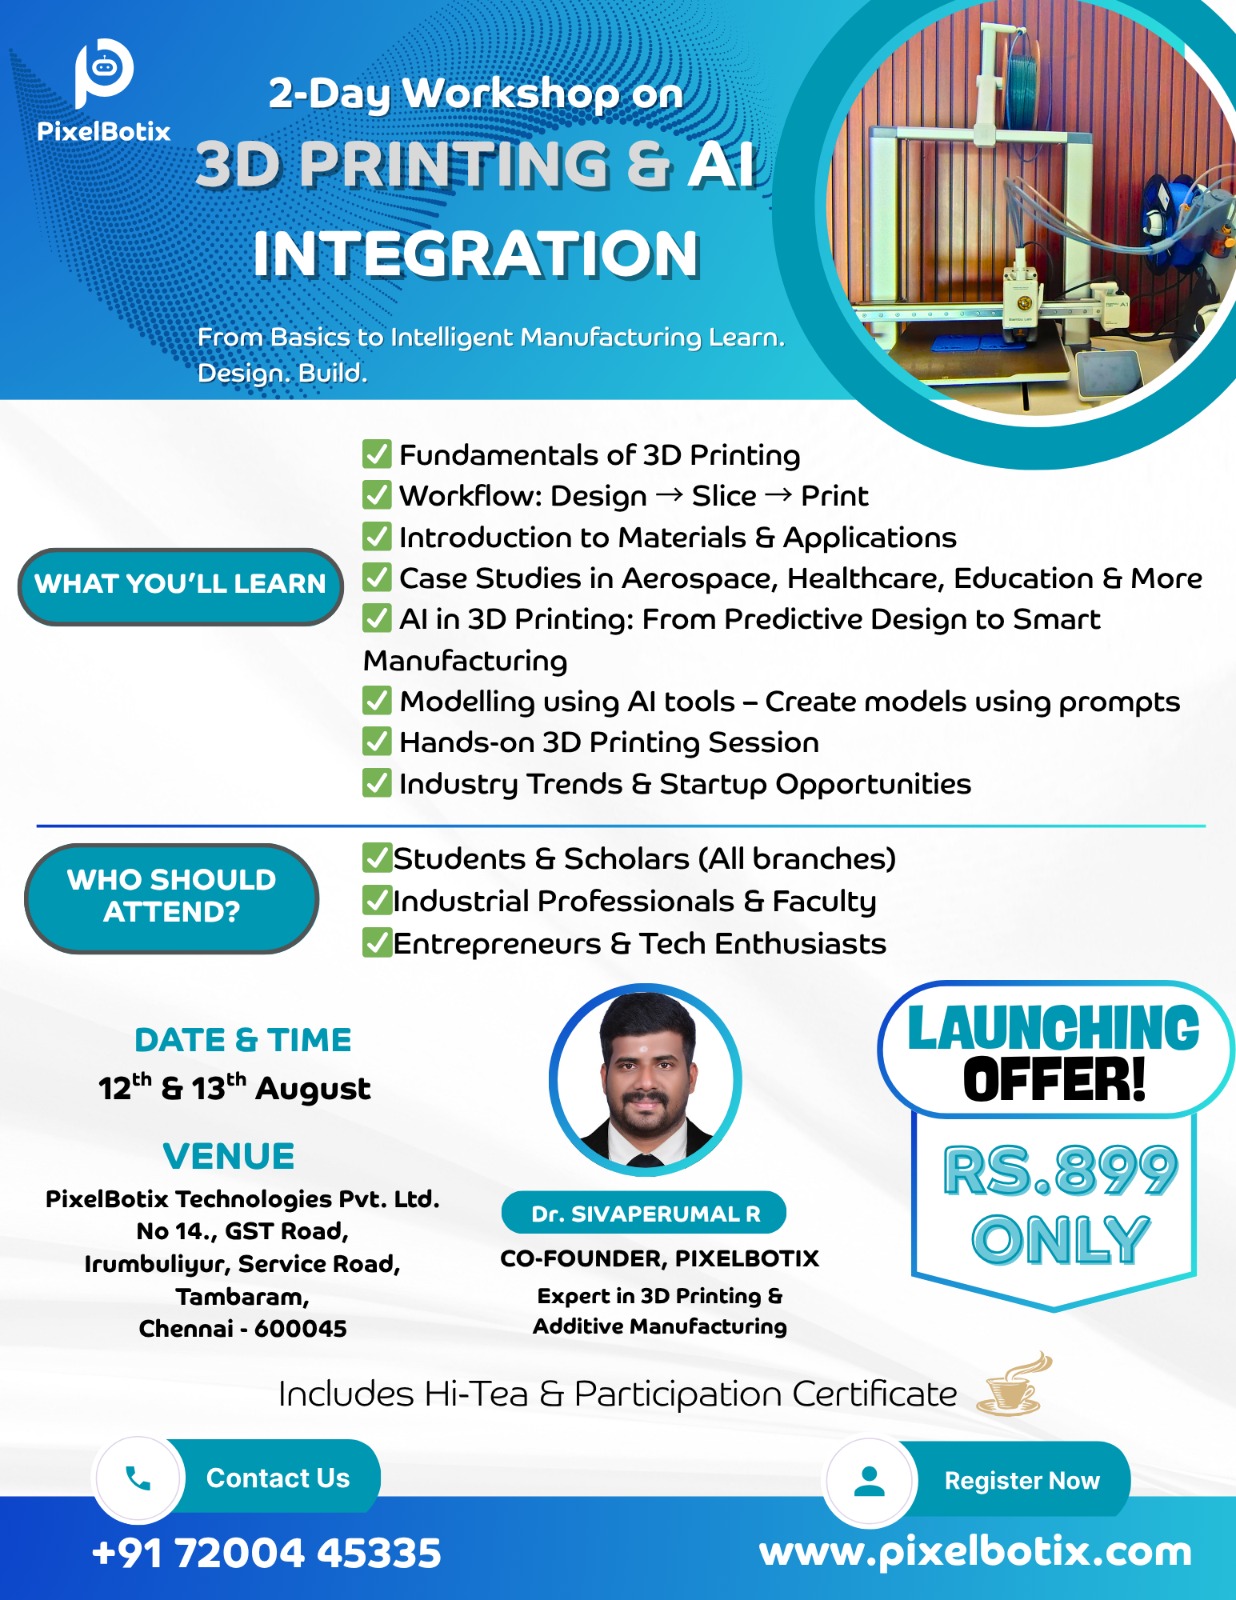 PixelBotix
2-Day Workshop on
3D PRINTING & AI
INTEGRATION
From Basics to Intelligent Manufacturing Learn.
Design. Build.
WHAT YOU'LL LEARN
✅ Fundamentals of 3D Printing
✅ Workflow: Design → Slice → Print
✅ Introduction to Materials & Applications
✅ Case Studies in Aerospace, Healthcare, Education & More
✅ AI in 3D Printing: From Predictive Design to Smart
Manufacturing
✅ Modelling using AI tools – Create models using prompts
✅ Hands-on 3D Printing Session
✅ Industry Trends & Startup Opportunities
WHO SHOULD
ATTEND?
✅Students & Scholars (All branches)
✅Industrial Professionals & Faculty
✅Entrepreneurs & Tech Enthusiasts
DATE & TIME
12th & 13th August
VENUE
PixelBotix Technologies Pvt. Ltd.
No 14., GST Road,
Irumbuliyur, Service Road,
Tambaram,
Chennai - 600045
Dr. SIVAPERUMAL R
CO-FOUNDER, PIXELBOTIX
Expert in 3D Printing &
Additive Manufacturing
LAUNCHING
OFFER!
RS.899
ONLY
Includes Hi-Tea & Participation Certificate
Contact Us
+91 72004 45335
Register Now
www.pixelbotix.com